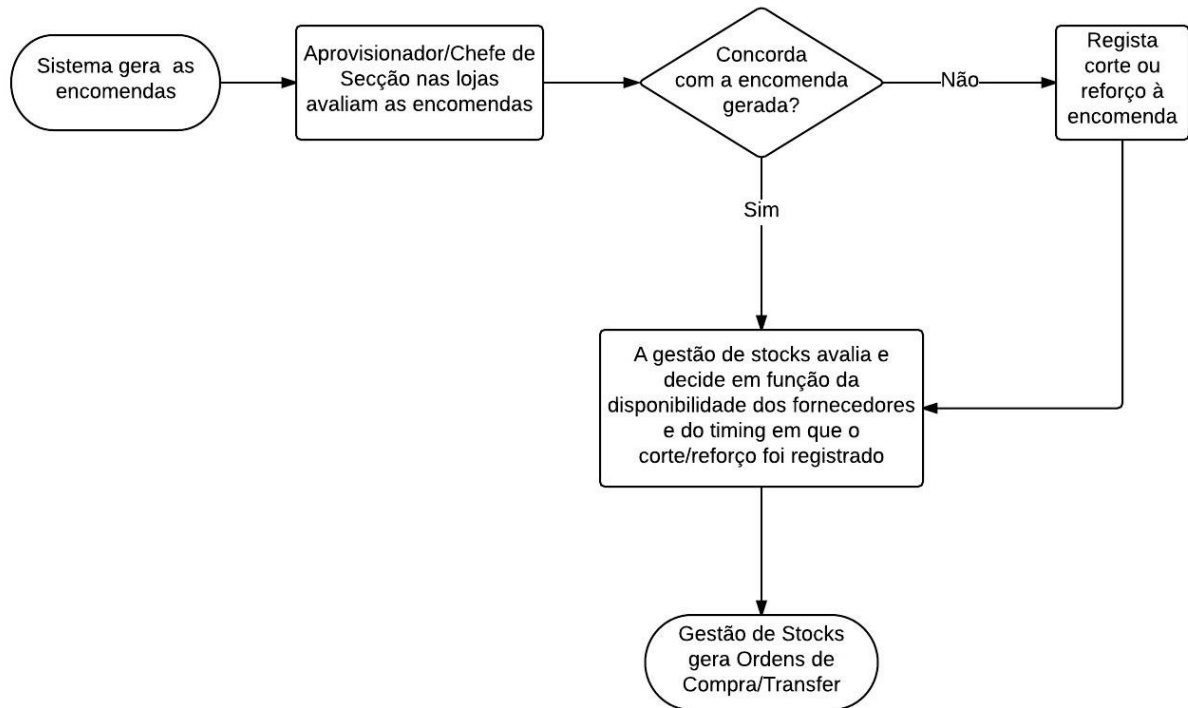 Sistema gera as
encomendas
Aprovisionador/Chefe de
Secção nas lojas
avaliam as encomendas
Concorda
com a encomenda
gerada?
Não
Regista
corte ou
reforço à
encomenda
Sim
A gestão de stocks avalia e
decide em função da
disponibilidade dos fornecedores
e do timing em que o
corte/reforço foi registrado
Gestão de Stocks
gera Ordens de
Compra/Transfer